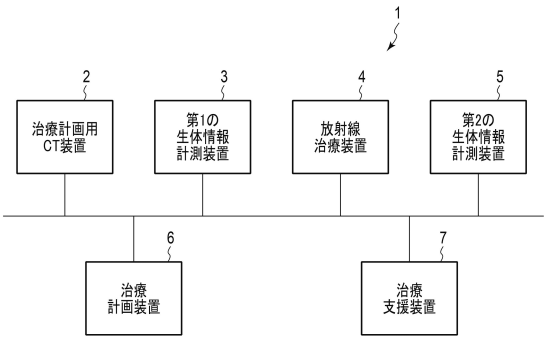 1
2
治療計画用
CT装置
3
第1の
生体情報
計測装置
4
放射線
治療装置
5
第2の
生体情報
計測装置
6
治療
計画装置
7
治療
支援装置